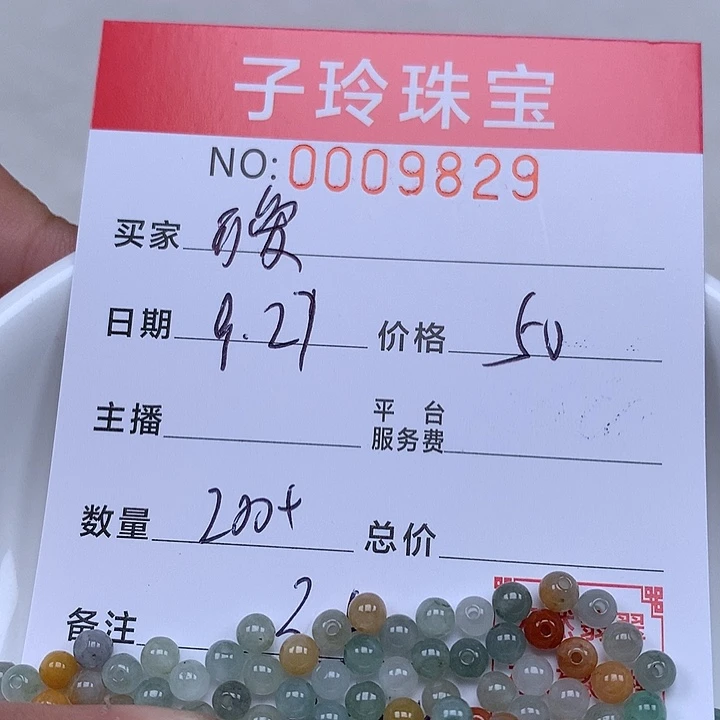 子玲珠宝
NO: 0009829
买家
日期 9.27 价格 50
主播 平台服务费
数量 200+ 总价
备注 2